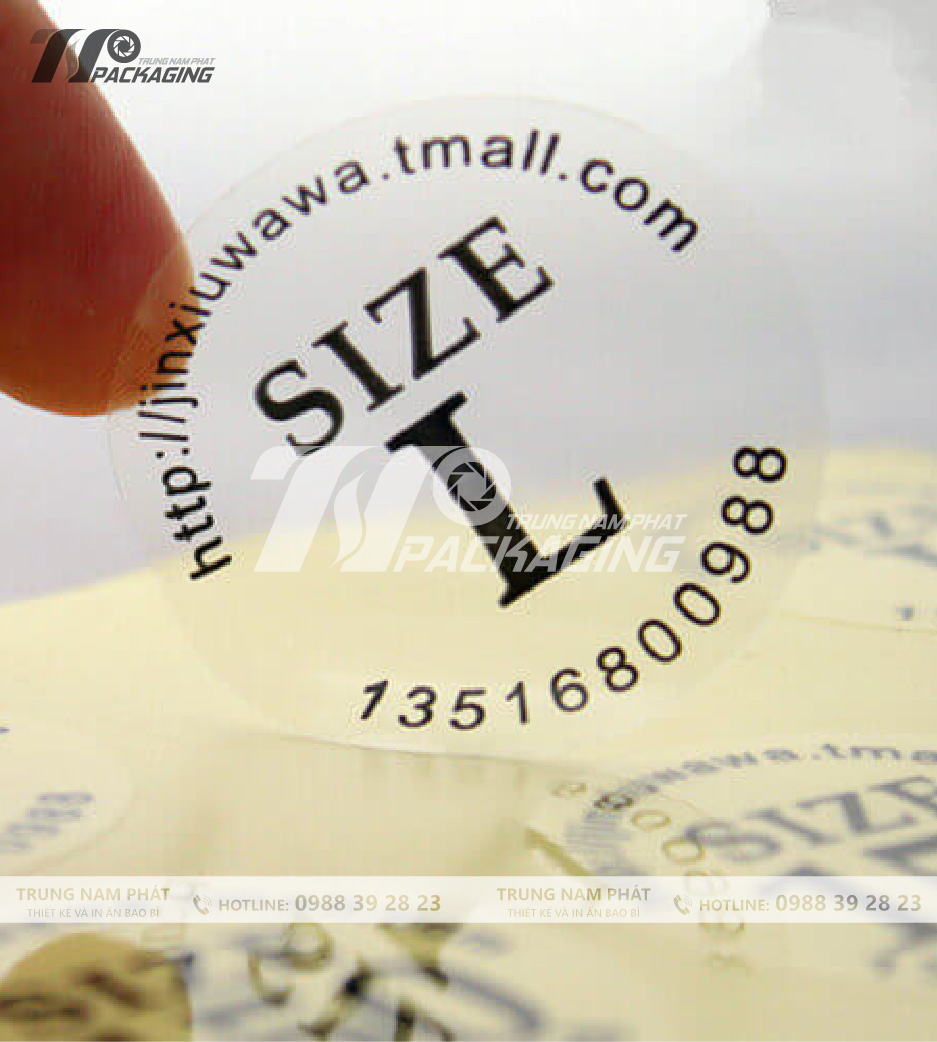 TRUNG NAM PHAT
PACKAGING
http://jinxiuwawa.tmall.com
SIZE
L
TRUNG NAM PHAT
PACKAGING
13516800988
wawa.tma
SIZE
0988
TRUNG NAM PHÁT
THIẾT KẾ VÀ IN ẤN BAO BÌ
HOTLINE: 0988 39 28 23
TRUNG NAM PHÁT
THIẾT KẾ VÀ IN ẤN BAO BÌ
HOTLINE: 0988 39 28 23